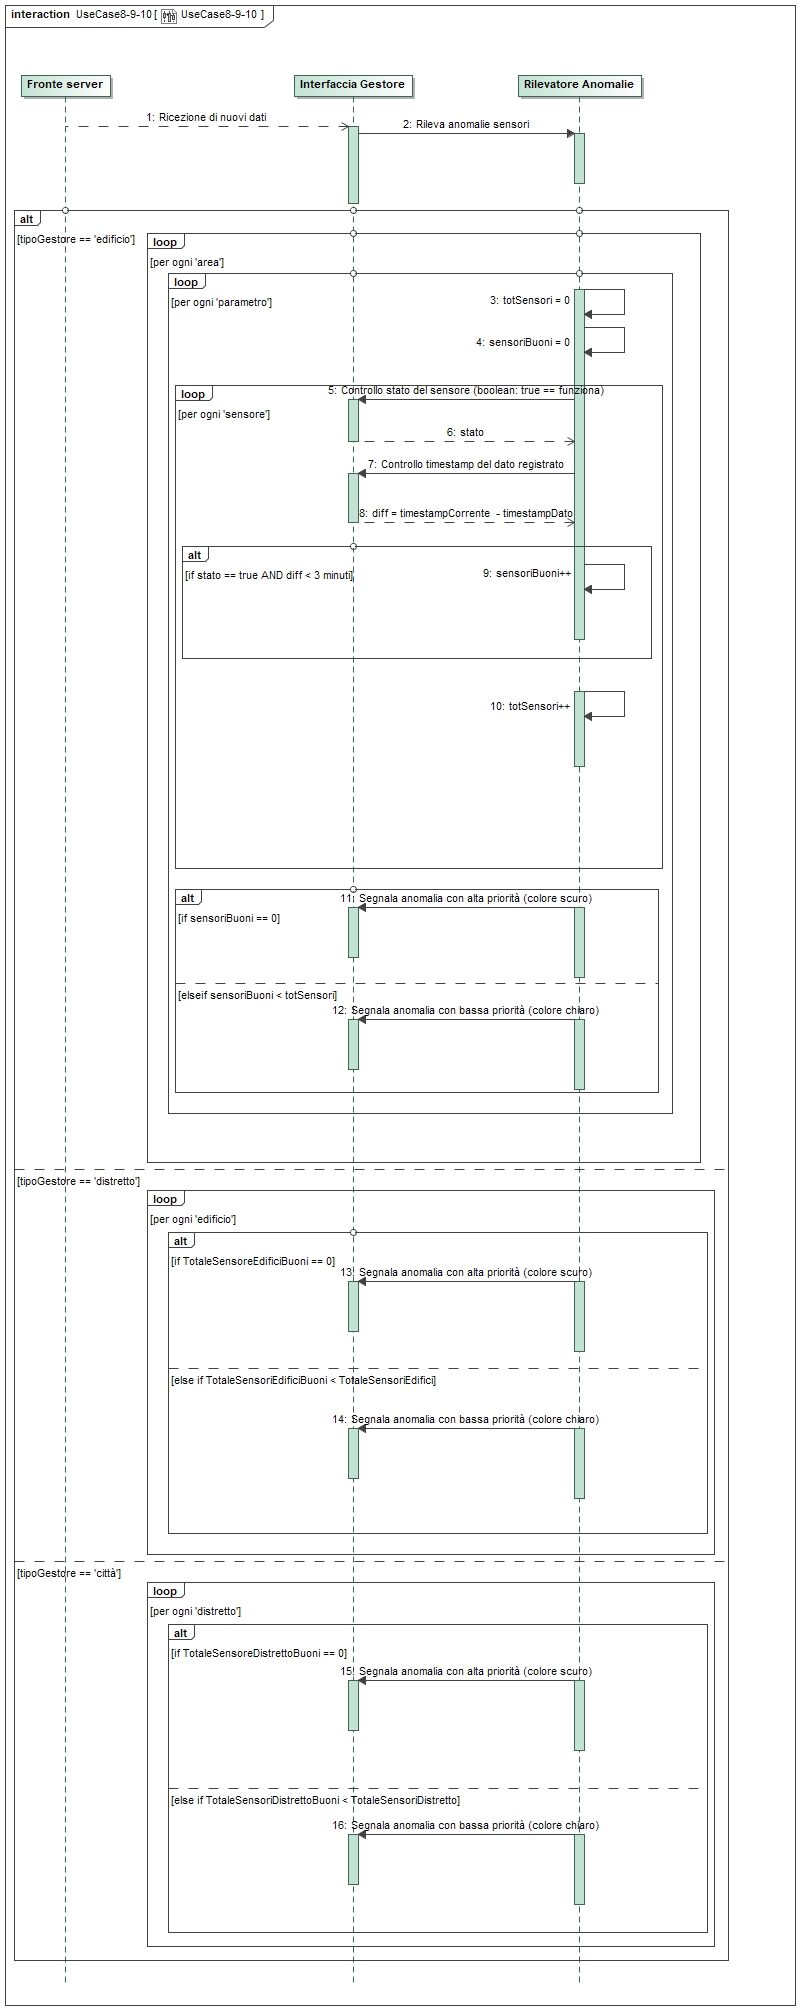 interaction UseCase8-9-10 [ UseCase8-9-10 ]
Fronte server
Interfaccia Gestore
Rilevatore Anomalie
1: Ricezione di nuovi dati
2: Rileva anomalie sensori
alt
[tipoGestore == 'edificio']
loop
[per ogni 'area']
loop
[per ogni 'parametro']
3: totSensori = 0
4: sensoriBuoni = 0
loop
5: Controllo stato del sensore (boolean: true == funziona)
[per ogni 'sensore']
6: stato
7: Controllo timestamp del dato registrato
8: diff = timestampCorrente - timestampDato
alt
[if stato == true AND diff < 3 minuti]
9: sensoriBuoni++
10: totSensori++
alt
11: Segnala anomalia con alta priorità (colore scuro)
[if sensoriBuoni == 0]
[elseif sensoriBuoni < totSensori]
12: Segnala anomalia con bassa priorità (colore chiaro)
[tipoGestore == 'distretto']
loop
[per ogni 'edificio']
alt
[if TotaleSensoreEdificiBuoni == 0]
13: Segnala anomalia con alta priorità (colore scuro)
[else if TotaleSensoriEdificiBuoni < TotaleSensoriEdifici]
14: Segnala anomalia con bassa priorità (colore chiaro)
[tipoGestore == 'città']
loop
[per ogni 'distretto']
alt
[if TotaleSensoreDistrettoBuoni == 0]
15: Segnala anomalia con alta priorità (colore scuro)
[else if TotaleSensoriDistrettoBuoni < TotaleSensoriDistretto]
16: Segnala anomalia con bassa priorità (colore chiaro)